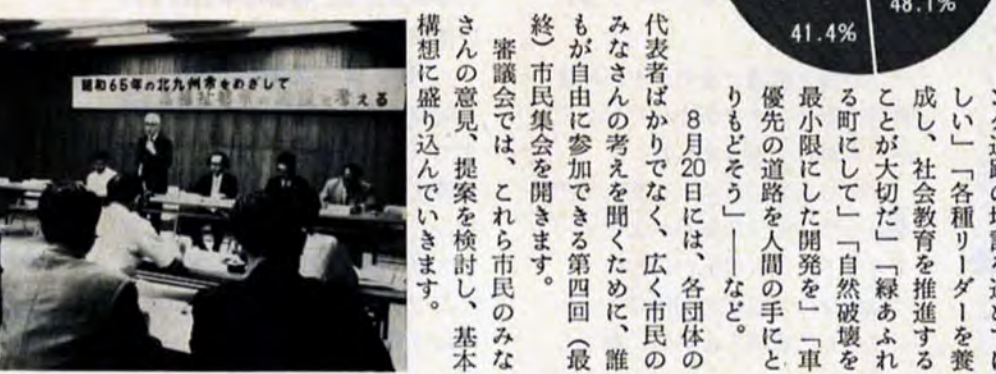 48.1%
41.4%
しい」「各種リーダーを養
成し、社会教育を推進する
ことが大切だ」「緑あふれ
る町にして」「自然破壊を
最小限にした開発を」「車
優先の道路を人間の手にと
りもどそう」――など。
8月20日には、各団体の
代表者ばかりでなく、広く市民の
みなさんの考えを聞くために、誰
もが自由に参加できる第四回（最
終）市民集会を開きます。
審議会では、これら市民のみな
さんの意見、提案を検討し、基本
構想に盛り込んでいきます。
昭和65年の北九州市をめざして
考える